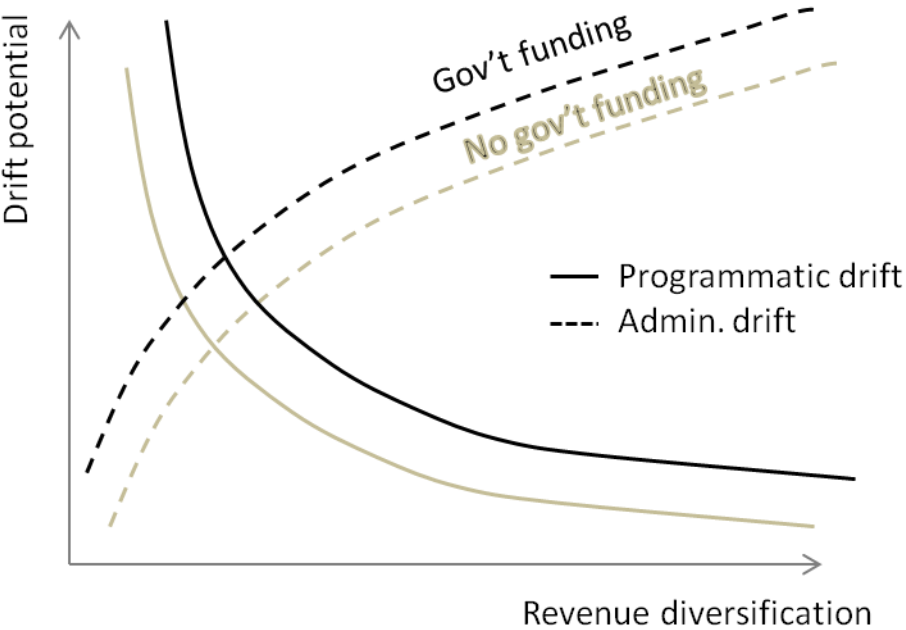 Drift potential
Gov't funding
No gov't funding
Programmatic drift
Admin. drift
Revenue diversification